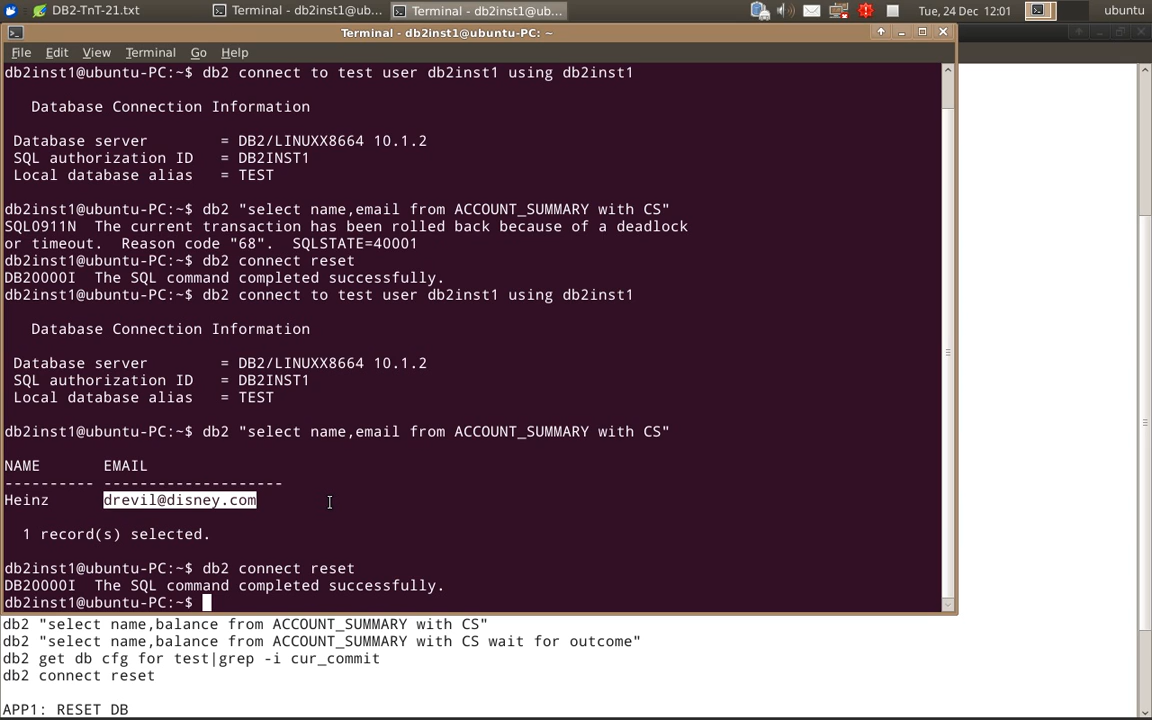 DB2-TnT-21.txt
Terminal - db2inst1@ub...
Terminal - db2inst1@ub...
Tue, 24 Dec 12:01
ubuntu
Terminal - db2inst1@ubuntu-PC: ~
File Edit View Terminal Go Help
db2inst1@ubuntu-PC:~$ db2 connect to test user db2inst1 using db2inst1
Database Connection Information
Database server = DB2/LINUXX8664 10.1.2
SQL authorization ID = DB2INST1
Local database alias = TEST
db2inst1@ubuntu-PC:~$ db2 "select name,email from ACCOUNT_SUMMARY with CS"
SQL0911N The current transaction has been rolled back because of a deadlock
or timeout. Reason code "68". SQLSTATE=40001
db2inst1@ubuntu-PC:~$ db2 connect reset
DB20000I The SQL command completed successfully.
db2inst1@ubuntu-PC:~$ db2 connect to test user db2inst1 using db2inst1
Database Connection Information
Database server = DB2/LINUXX8664 10.1.2
SQL authorization ID = DB2INST1
Local database alias = TEST
db2inst1@ubuntu-PC:~$ db2 "select name,email from ACCOUNT_SUMMARY with CS"
NAME EMAIL
---------- --------------------
Heinz drevil@disney.com
1 record(s) selected.
db2inst1@ubuntu-PC:~$ db2 connect reset
DB20000I The SQL command completed successfully.
db2inst1@ubuntu-PC:~$
db2 "select name,balance from ACCOUNT_SUMMARY with CS"
db2 "select name,balance from ACCOUNT_SUMMARY with CS wait for outcome"
db2 get db cfg for test|grep -i cur_commit
db2 connect reset
APP1: RESET DB